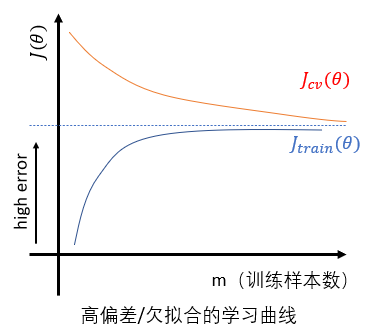 J(θ)
J_cv(θ)
J_train(θ)
high error
m（训练样本数）
高偏差/欠拟合的学习曲线